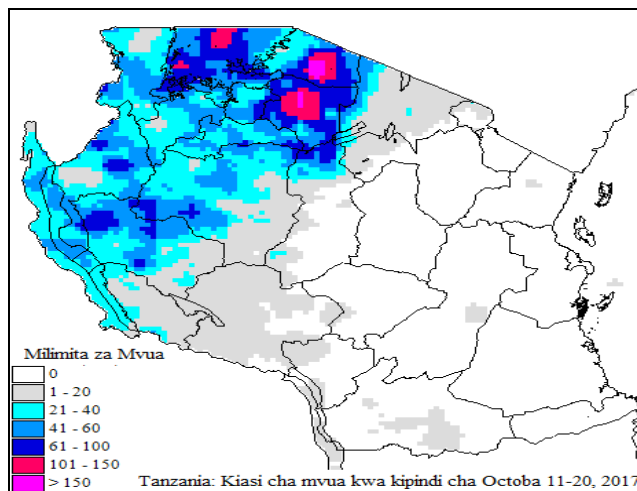 Milimita za Mvua
0
1 - 20
21 - 40
41 - 60
61 - 100
101 - 150
> 150
Tanzania: Kiasi cha mvua kwa kipindi cha Octoba 11-20, 2017